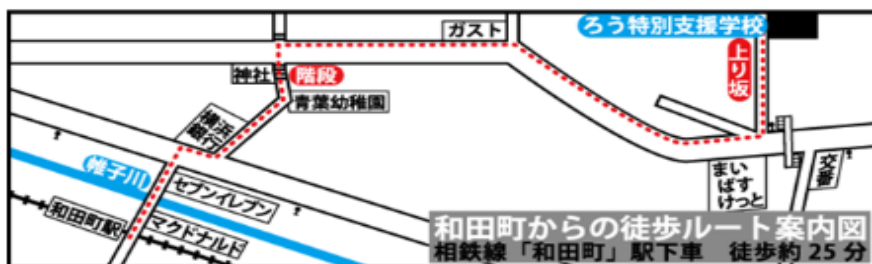 ガスト
ろう特別支援学校
上り坂
神社
階段
青葉幼稚園
横浜
銀行
帷子川
セブンイレブン
和田町駅
マクドナルド
まい
ばす
けっと
交番
和田町からの徒歩ルート案内図
相鉄線「和田町」駅下車 徒歩約25分